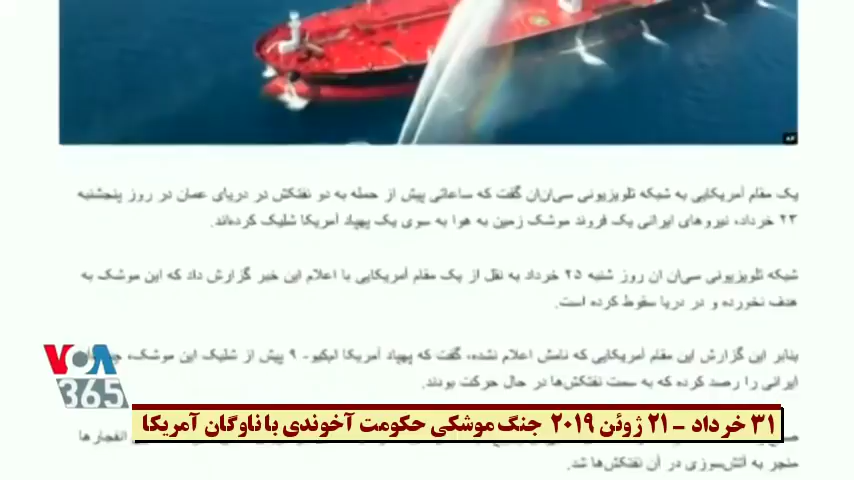 یک مقام آمریکایی به شبکه تلویزیونی سی‌ان‌ان گفت که ساعاتی پیش از حمله به دو نفتکش در دریای عمان در روز پنجشنبه
۲۳ خرداد، نیروهای ایرانی یک فروند موشک زمین به هوا به سوی یک پهپاد آمریکا شلیک کرده‌اند.
شبکه تلویزیونی سی‌ان ان روز شنبه ۲۵ خرداد به نقل از یک مقام آمریکایی با اعلام این خبر گزارش داد که این موشک به
هدف نخورده و در دریا سقوط کرده است.
بنابر این گزارش این مقام آمریکایی که نامش اعلام نشده، گفت که پهپاد آمریکا ام‌کیو- ۹ پیش از شلیک این موشک،
ایرانی را رصد کرده که به سمت نفتکش‌ها در حال حرکت بودند.
VOA
365
۳۱ خرداد - ۲۱ ژوئن ۲۰۱۹ جنگ موشکی حکومت آخوندی با ناوگان آمریکا
انفجارها
منجر به آتش‌سوزی در آن نفتکش‌ها شد.